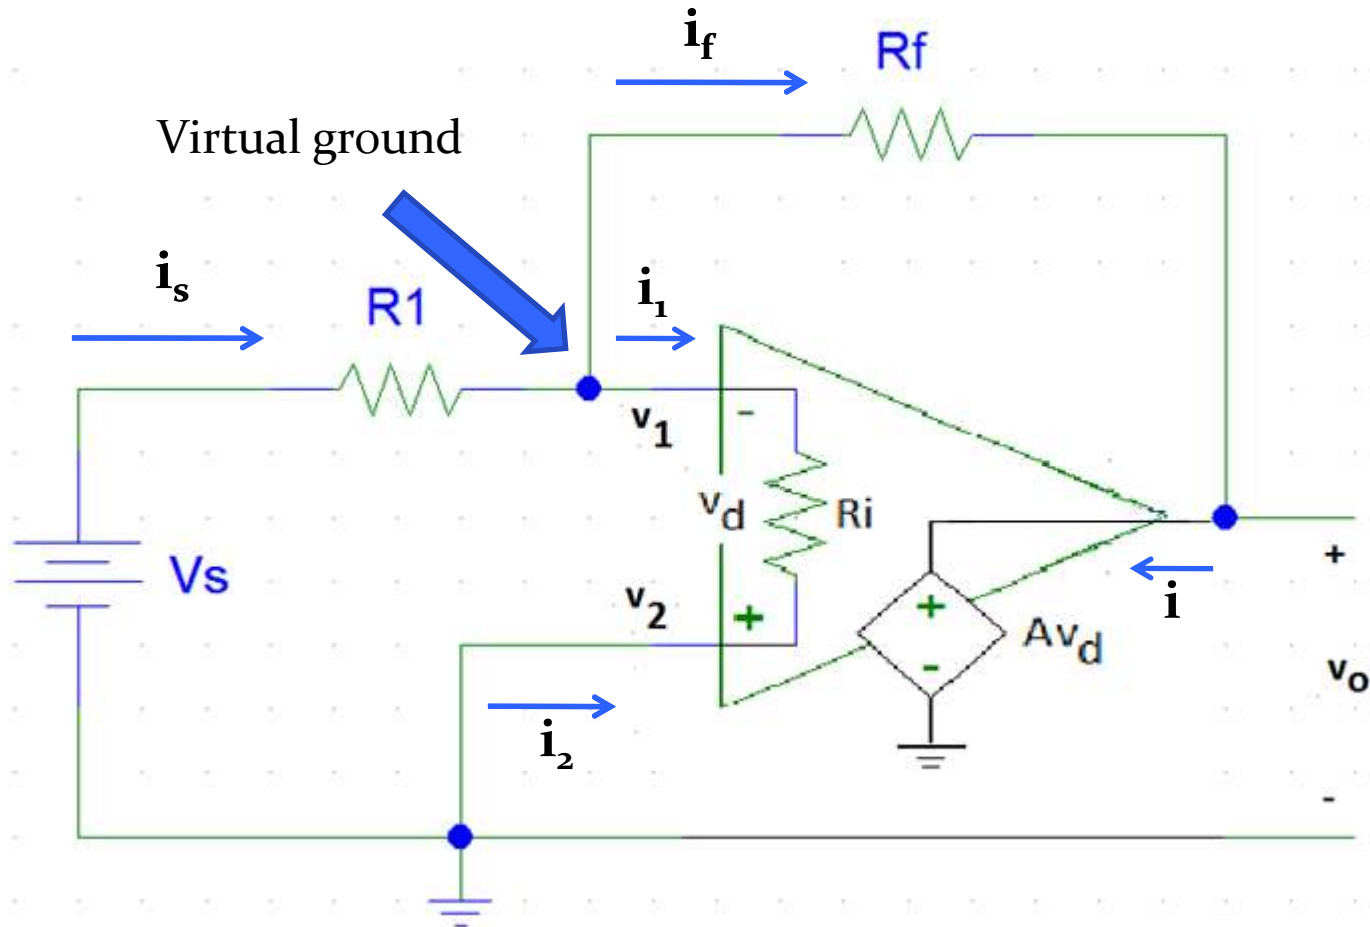 i_f
Rf
Virtual ground
i_s
R1
i_1
v_1
-
v_d
Ri
Vs
v_2
+
+
-
Av_d
i
+
v_o
-
i_2